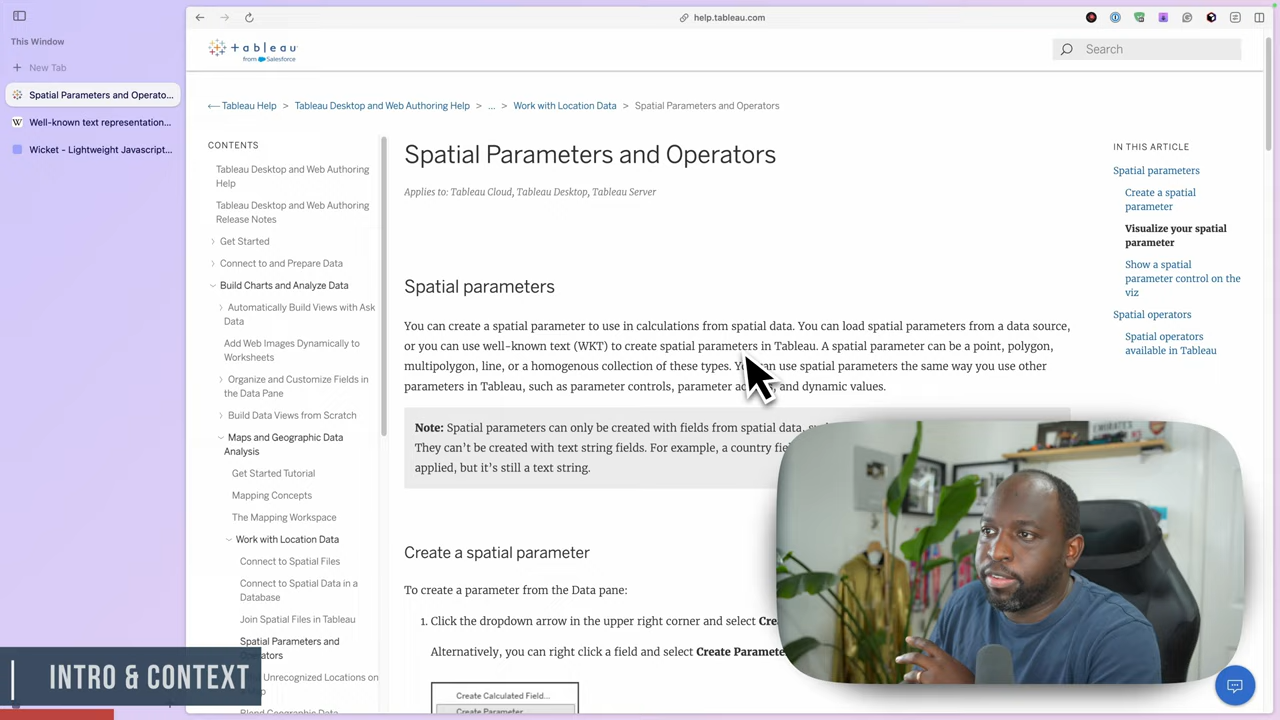 This Window
New Tab
Spatial Parameters and Operato...
Well-known text representation...
Wicket - Lightweight Javascript...
help.tableau.com
tableau
from Salesforce
Search
Tableau Help > Tableau Desktop and Web Authoring Help > ... > Work with Location Data > Spatial Parameters and Operators
CONTENTS
Tableau Desktop and Web Authoring
Help
Tableau Desktop and Web Authoring
Release Notes
Get Started
Connect to and Prepare Data
Build Charts and Analyze Data
Automatically Build Views with Ask
Data
Add Web Images Dynamically to
Worksheets
Organize and Customize Fields in
the Data Pane
Build Data Views from Scratch
Maps and Geographic Data
Analysis
Get Started Tutorial
Mapping Concepts
The Mapping Workspace
Work with Location Data
Connect to Spatial Files
Connect to Spatial Data in a
Database
Join Spatial Files in Tableau
Spatial Parameters and
Unrecognized Locations on
Spatial Parameters and Operators
Applies to: Tableau Cloud, Tableau Desktop, Tableau Server
Spatial parameters
You can create a spatial parameter to use in calculations from spatial data. You can load spatial parameters from a data source,
or you can use well-known text (WKT) to create spatial parameters in Tableau. A spatial parameter can be a point, polygon,
multipolygon, line, or a homogenous collection of these types. You can use spatial parameters the same way you use other
parameters in Tableau, such as parameter controls, parameter and dynamic values.
Note: Spatial parameters can only be created with fields from spatial data,
They can't be created with text string fields. For example, a country
applied, but it's still a text string.
Create a spatial parameter
To create a parameter from the Data pane:
1. Click the dropdown arrow in the upper right corner and select
Alternatively, you can right click a field and select Create
Create Calculated Field...
Create Parameter
IN THIS ARTICLE
Spatial parameters
Create a spatial
parameter
Visualize your spatial
parameter
Show a spatial
parameter control on the
viz
Spatial operators
Spatial operators
available in Tableau
INTRO & CONTEXT